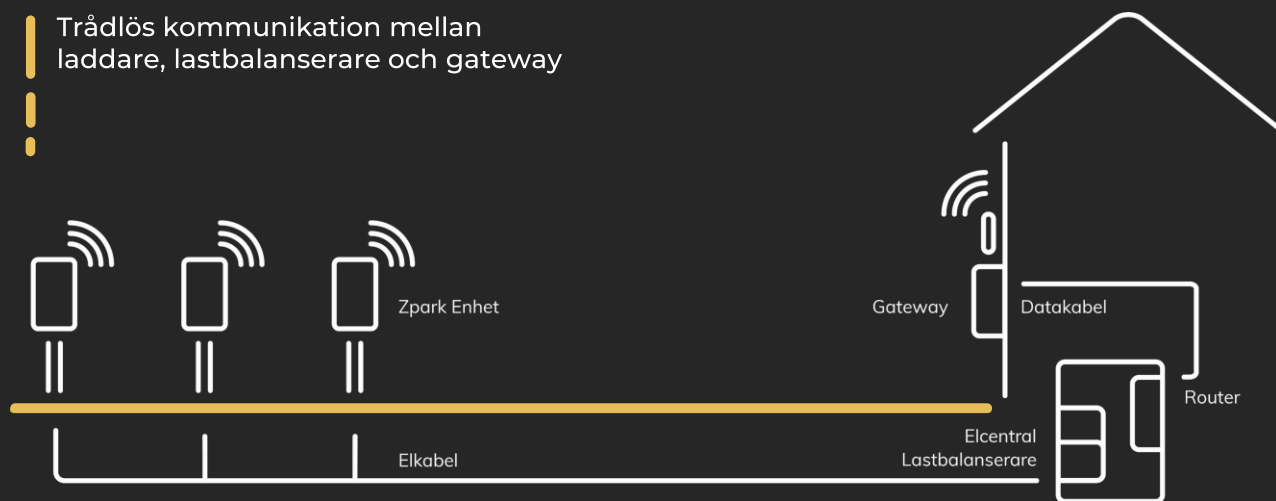 Trådlös kommunikation mellan
laddare, lastbalanserare och gateway
Zpark Enhet
Gateway
Datakabel
Router
Elkabel
Elcentral
Lastbalanserare